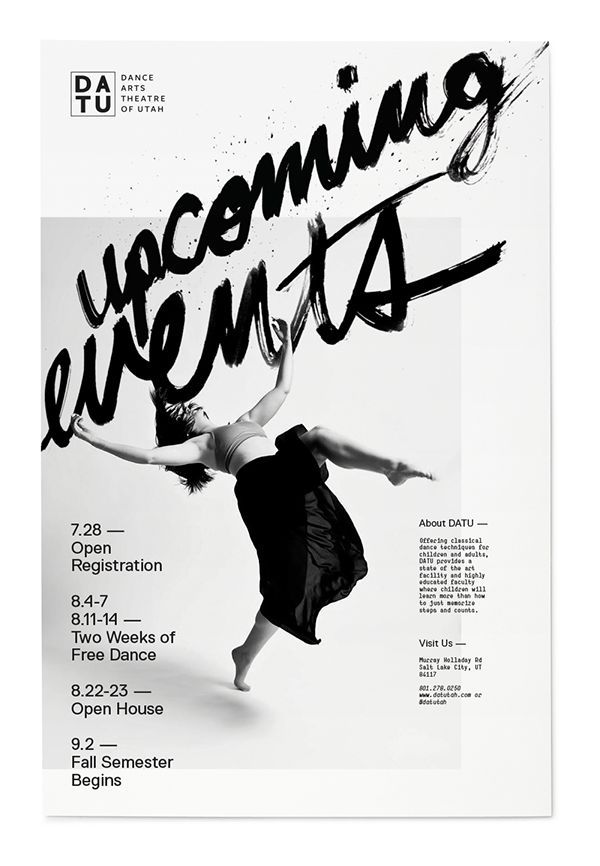 DA
TU
DANCE
ARTS
THEATRE
OF UTAH
upcoming
events
7.28 —
Open
Registration
8.4-7
8.11-14 —
Two Weeks of
Free Dance
8.22-23 —
Open House
9.2 —
Fall Semester
Begins
About DATU —
Offering classical
dance techniques for
children and adults,
DATU provides a
state of the art
facility and highly
educated faculty
where children will
learn more than how
to just memorize
steps and counts.
Visit Us —
Murray Holladay Rd
Salt Lake City, UT
84117
801.278.0250
www.datutah.com or
@datutah